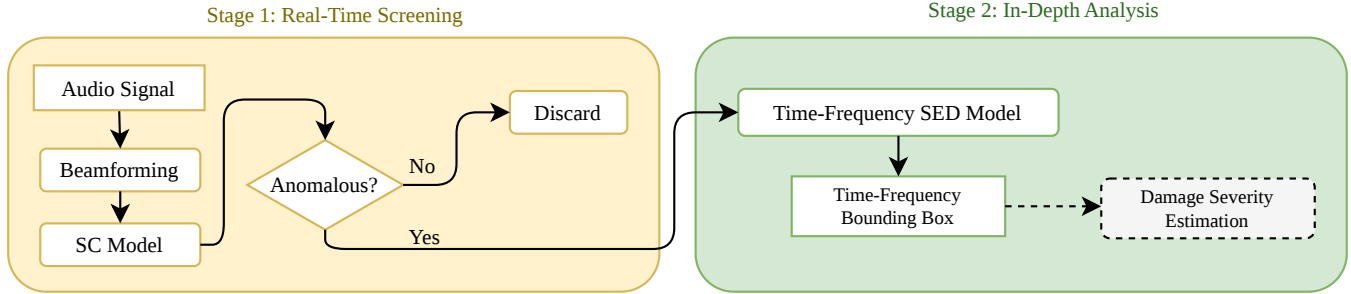 Stage 1: Real-Time Screening
Audio Signal
Beamforming
SC Model
Anomalous?
No
Yes
Discard
Stage 2: In-Depth Analysis
Time-Frequency SED Model
Time-Frequency
Bounding Box
Damage Severity
Estimation